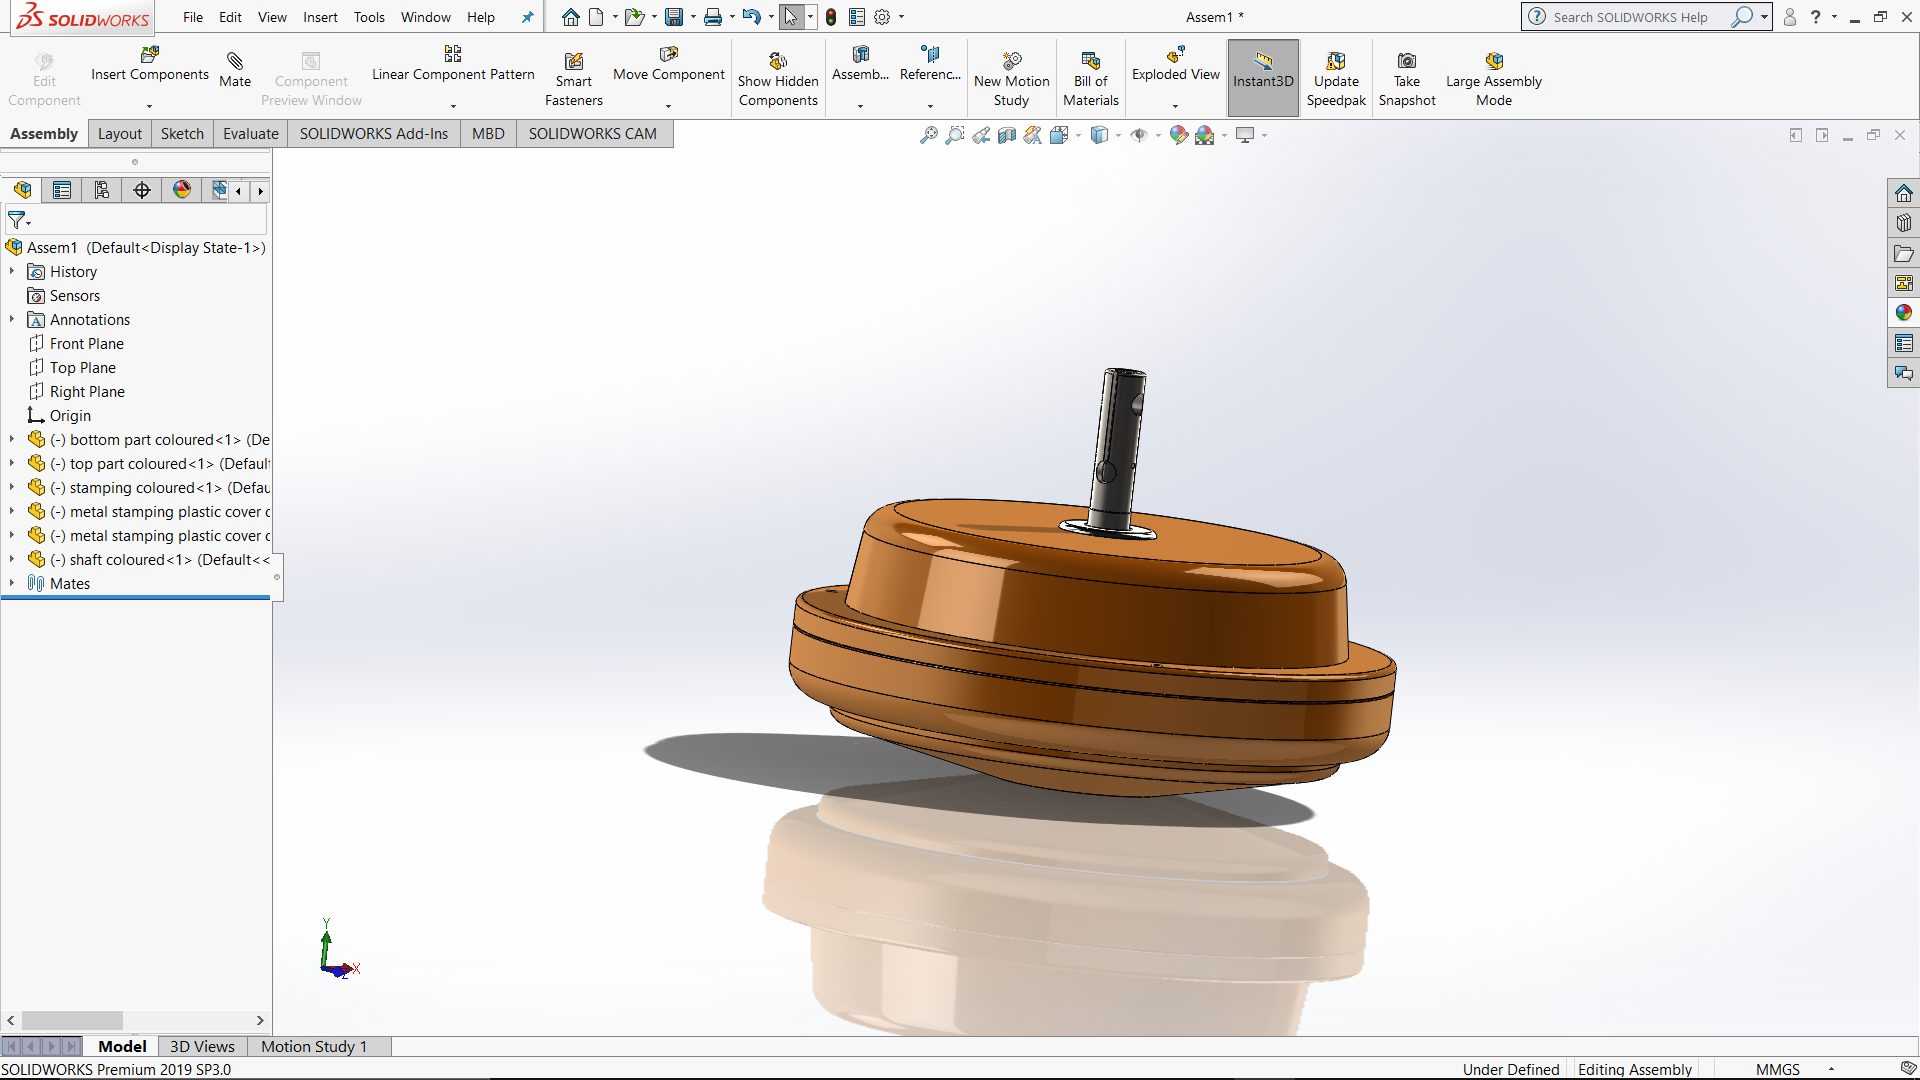 SOLIDWORKS File Edit View Insert Tools Window Help Assem1 * Search SOLIDWORKS Help
Edit Component
Insert Components
Mate
Component Preview Window
Linear Component Pattern
Smart Fasteners
Move Component
Show Hidden Components
Assemb...
Referenc...
New Motion Study
Bill of Materials
Exploded View
Instant3D
Update Speedpak
Take Snapshot
Large Assembly Mode
Assembly Layout Sketch Evaluate SOLIDWORKS Add-Ins MBD SOLIDWORKS CAM
Assem1 (Default<Display State-1>)
History
Sensors
Annotations
Front Plane
Top Plane
Right Plane
Origin
(-) bottom part coloured<1> (De
(-) top part coloured<1> (Default
(-) stamping coloured<1> (Defau
(-) metal stamping plastic cover c
(-) metal stamping plastic cover c
(-) shaft coloured<1> (Default<<
Mates
Y
X
Z
Model 3D Views Motion Study 1
SOLIDWORKS Premium 2019 SP3.0 Under Defined Editing Assembly MMGS